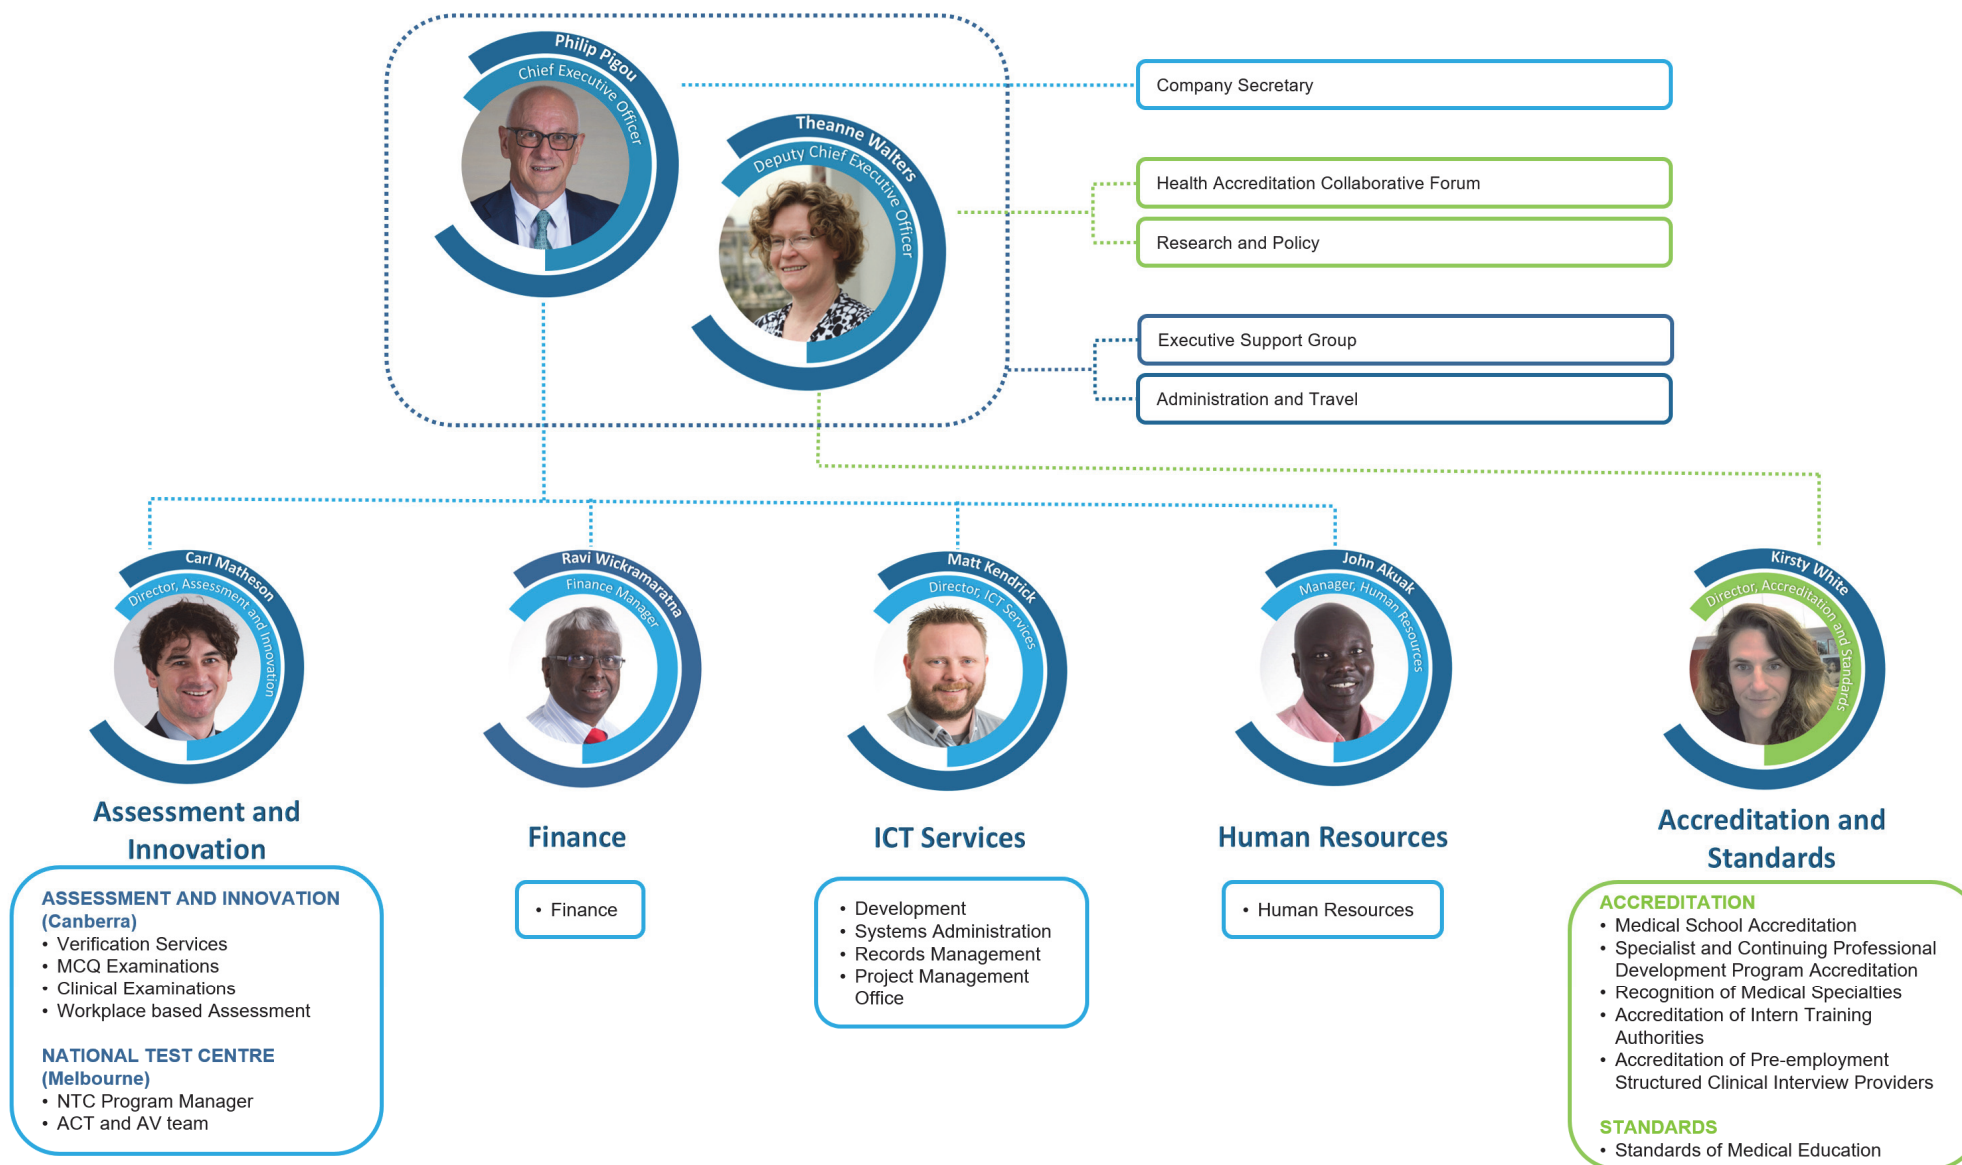 Philip Pigou
Chief Executive Officer
Theanne Walters
Deputy Chief Executive Officer
Company Secretary
Health Accreditation Collaborative Forum
Research and Policy
Executive Support Group
Administration and Travel
Carl Matheson
Director, Assessment and Innovation
Ravi Wickramaratna
Finance Manager
Matt Kendrick
Director, ICT Services
John Akuak
Manager, Human Resources
Kirsty White
Director, Accreditation and Standards
Assessment and
Innovation
Finance
ICT Services
Human Resources
Accreditation and
Standards
ASSESSMENT AND INNOVATION
(Canberra)
• Verification Services
• MCQ Examinations
• Clinical Examinations
• Workplace based Assessment
NATIONAL TEST CENTRE
(Melbourne)
• NTC Program Manager
• ACT and AV team
• Finance
• Development
• Systems Administration
• Records Management
• Project Management
Office
• Human Resources
ACCREDITATION
• Medical School Accreditation
• Specialist and Continuing Professional
Development Program Accreditation
• Recognition of Medical Specialties
• Accreditation of Intern Training
Authorities
• Accreditation of Pre-employment
Structured Clinical Interview Providers
STANDARDS
• Standards of Medical Education